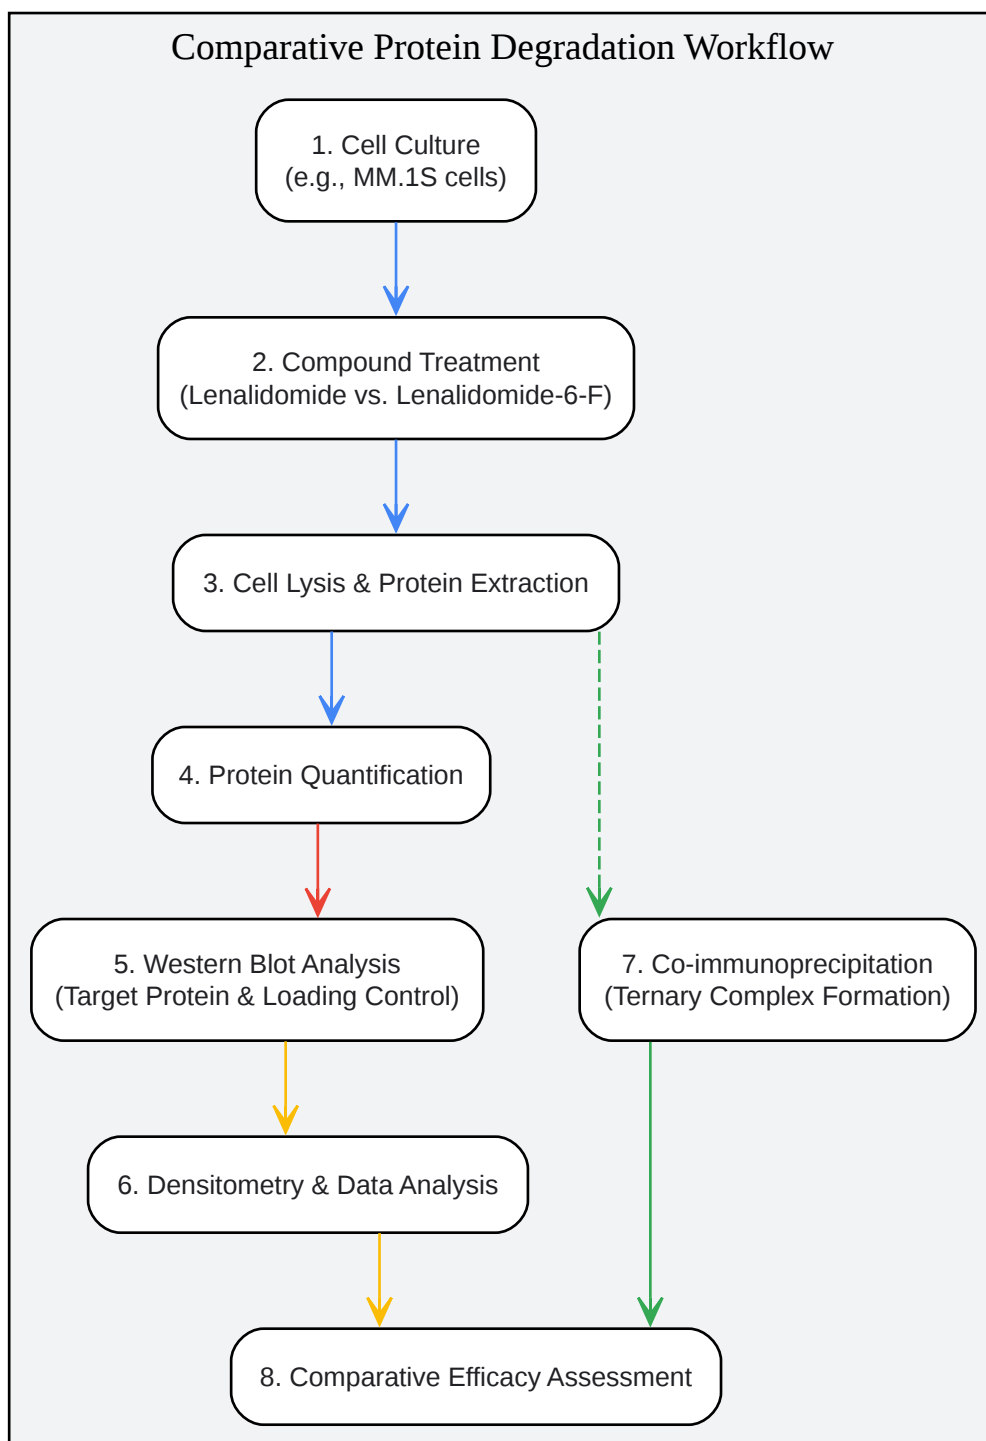 Comparative Protein Degradation Workflow
1. Cell Culture
(e.g., MM.1S cells)
2. Compound Treatment
(Lenalidomide vs. Lenalidomide-6-F)
3. Cell Lysis & Protein Extraction
4. Protein Quantification
5. Western Blot Analysis
(Target Protein & Loading Control)
7. Co-immunoprecipitation
(Ternary Complex Formation)
6. Densitometry & Data Analysis
8. Comparative Efficacy Assessment